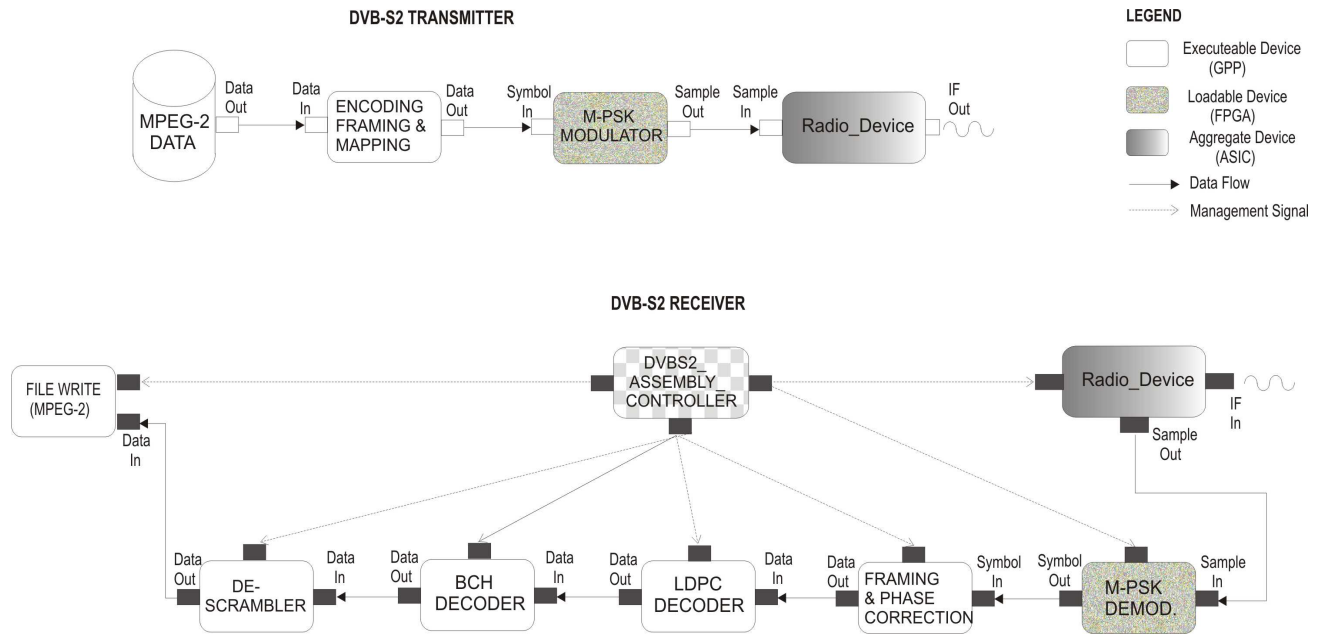 DVB-S2 TRANSMITTER
LEGEND
Executeable Device
(GPP)
Loadable Device
(FPGA)
Aggregate Device
(ASIC)
Data Flow
Management Signal
MPEG-2
DATA
Data
Out
Data
In
ENCODING
FRAMING &
MAPPING
Data
Out
Symbol
In
M-PSK
MODULATOR
Sample
Out
Sample
In
Radio_Device
IF
Out
DVB-S2 RECEIVER
FILE WRITE
(MPEG-2)
Data
In
DVBS2_
ASSEMBLY_
CONTROLLER
Radio_Device
IF
In
Sample
Out
Data
Out
DE-
SCRAMBLER
Data
In
Data
Out
BCH
DECODER
Data
In
Data
Out
LDPC
DECODER
Data
In
Data
Out
FRAMING
& PHASE
CORRECTION
Symbol
In
Symbol
Out
M-PSK
DEMOD.
Sample
In